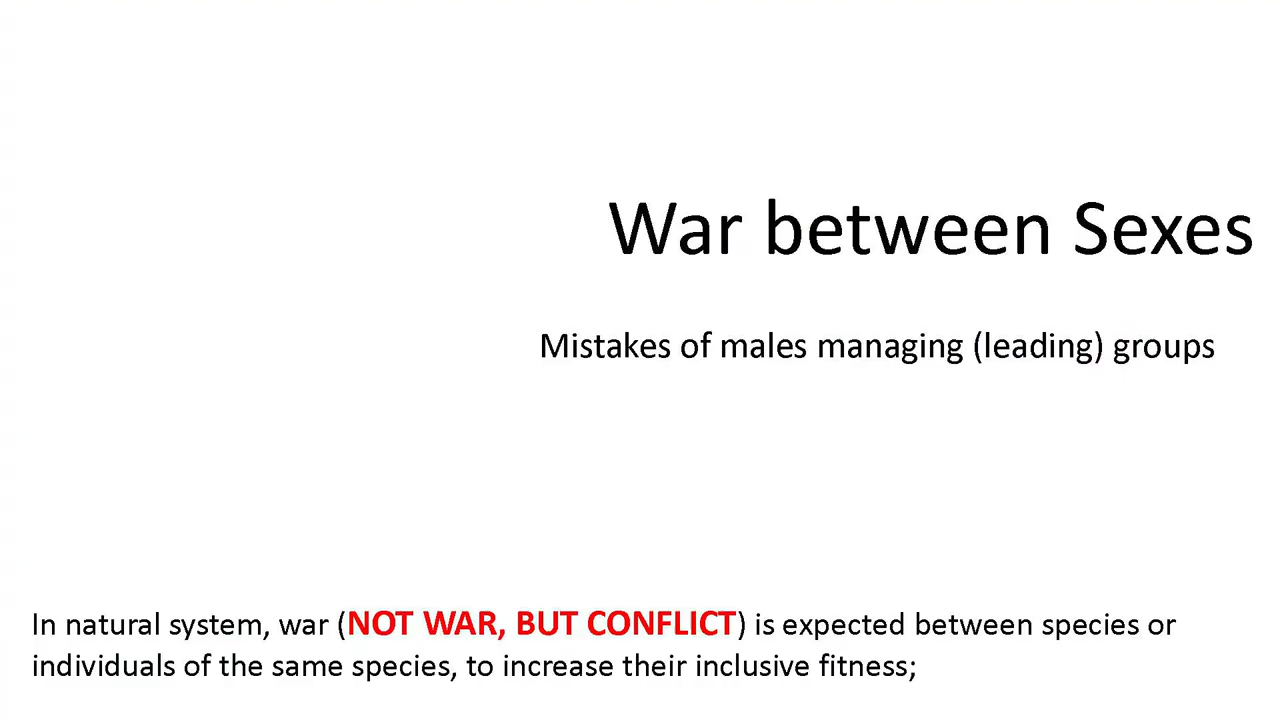 War between Sexes
Mistakes of males managing (leading) groups
In natural system, war (NOT WAR, BUT CONFLICT) is expected between species or
individuals of the same species, to increase their inclusive fitness;